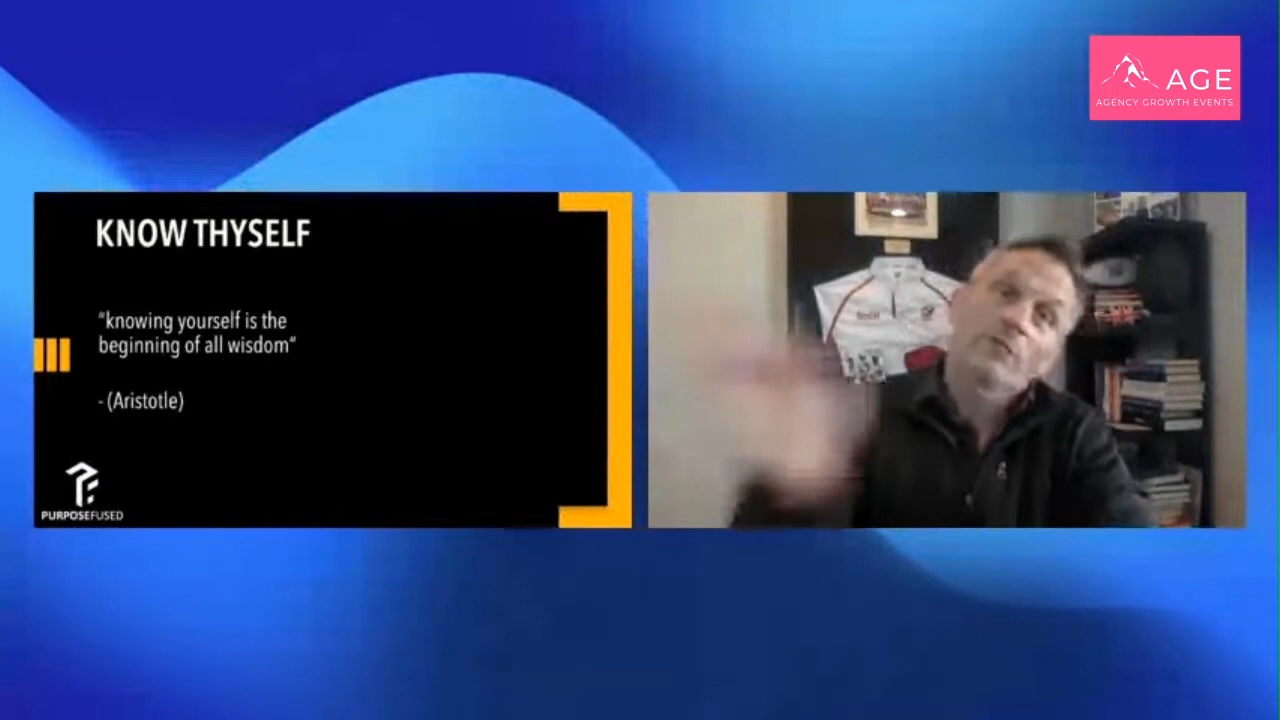 AGE
AGENCY GROWTH EVENTS
KNOW THYSELF
“knowing yourself is the
beginning of all wisdom“
- (Aristotle)
PURPOSEFUSED